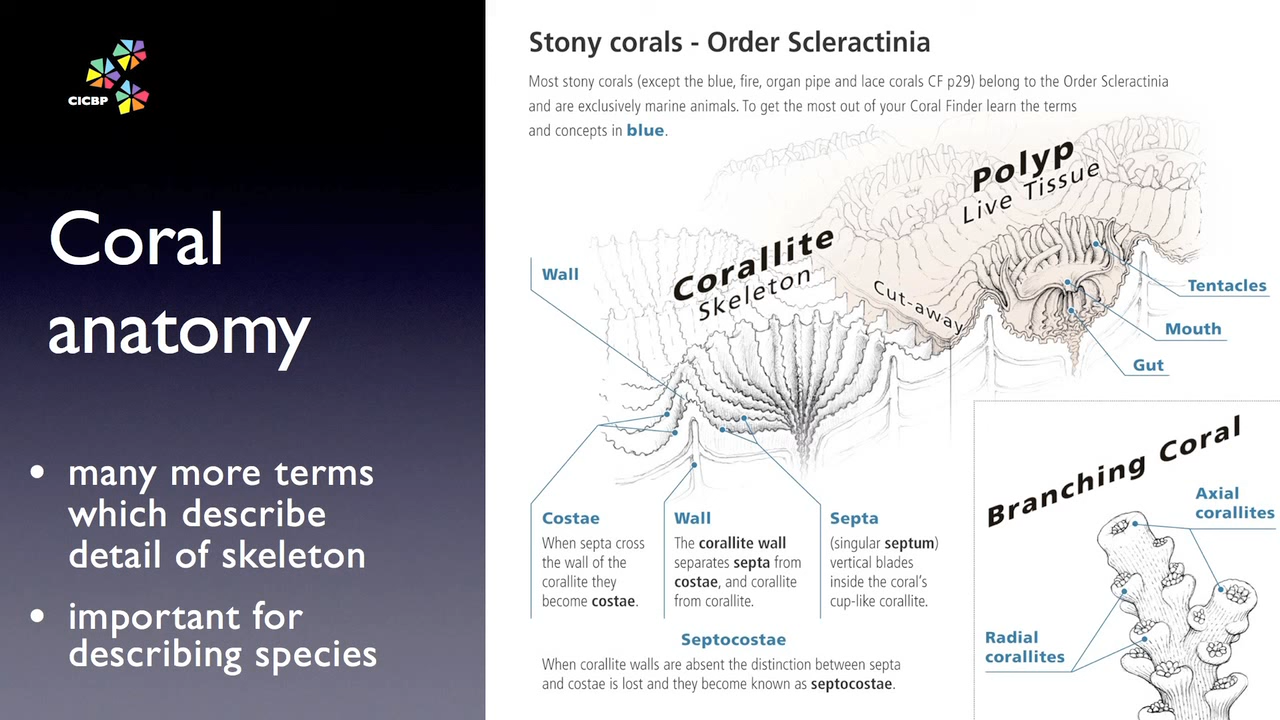 CICBP
Coral
anatomy
• many more terms
which describe
detail of skeleton
• important for
describing species
Stony corals - Order Scleractinia
Most stony corals (except the blue, fire, organ pipe and lace corals CF p29) belong to the Order Scleractinia
and are exclusively marine animals. To get the most out of your Coral Finder learn the terms
and concepts in blue.
Polyp
Live Tissue
Corallite
Skeleton
Cut-away
Wall
Tentacles
Mouth
Gut
Costae
When septa cross
the wall of the
corallite they
become costae.
Wall
The corallite wall
separates septa from
costae, and corallite
from corallite.
Septa
(singular septum)
vertical blades
inside the coral's
cup-like corallite.
Septocostae
When corallite walls are absent the distinction between septa
and costae is lost and they become known as septocostae.
Branching Coral
Axial
corallites
Radial
corallites